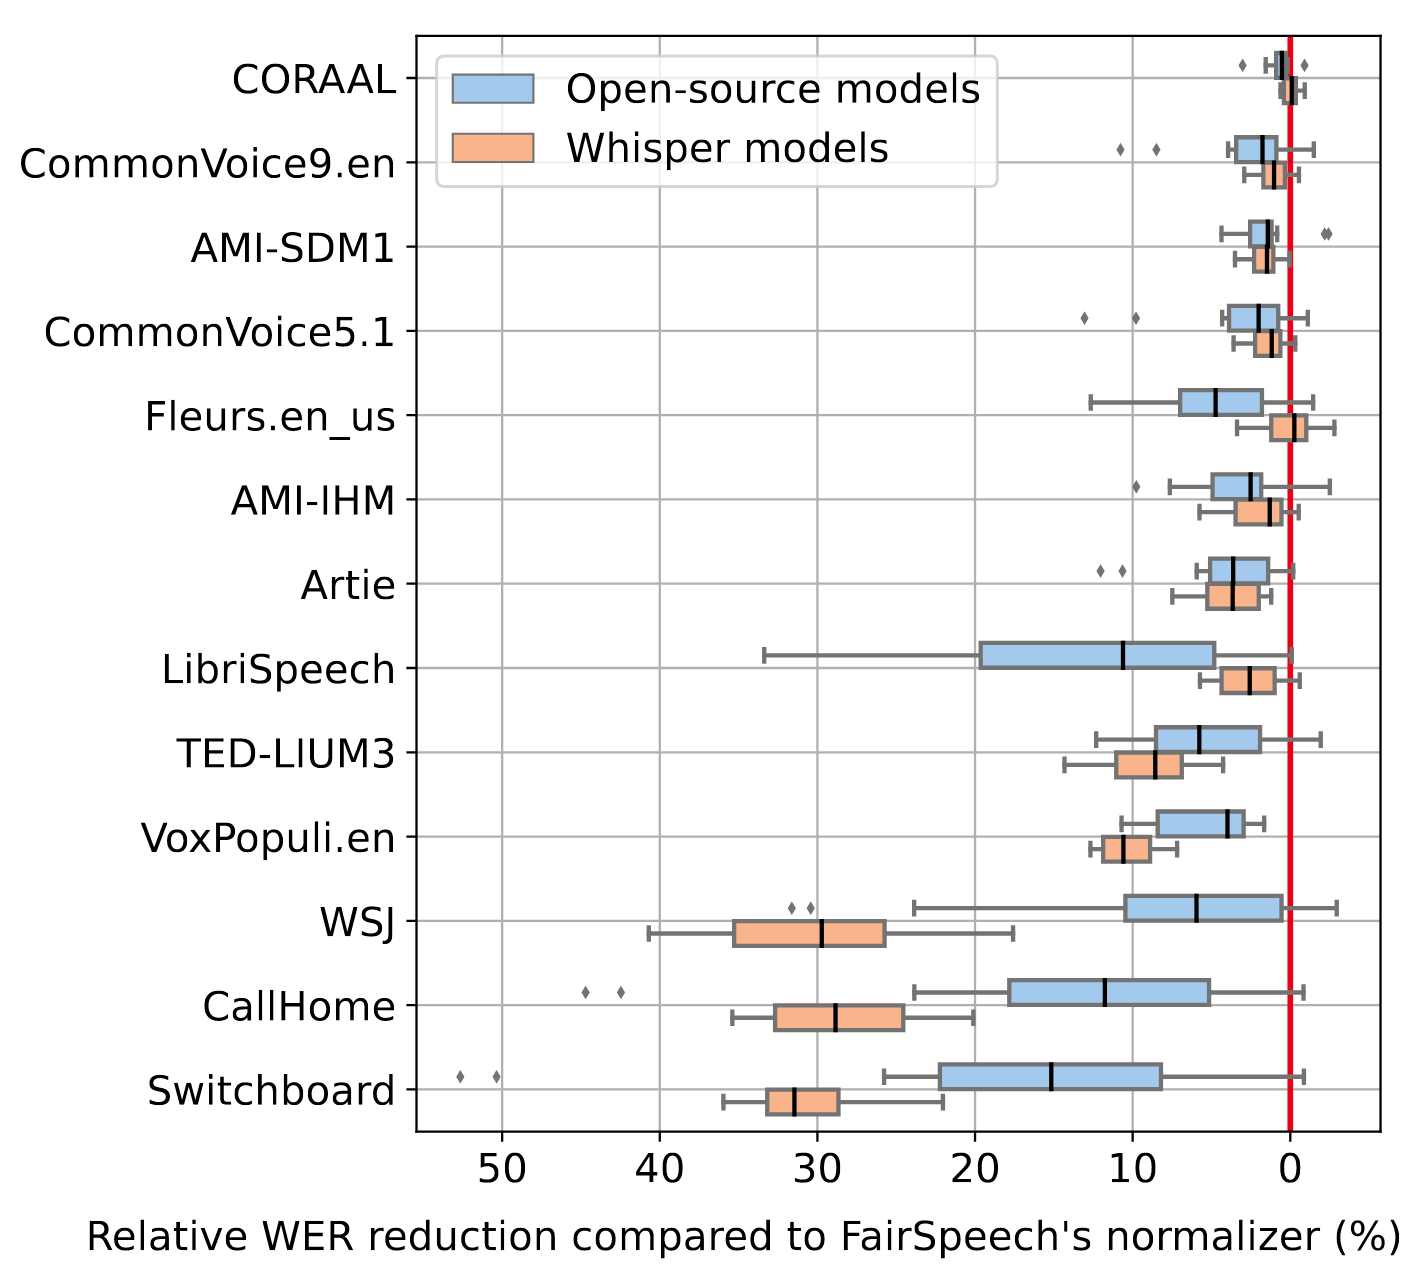 CORAAL
CommonVoice9.en
AMI-SDM1
CommonVoice5.1
Fleurs.en_us
AMI-IHM
Artie
LibriSpeech
TED-LIUM3
VoxPopuli.en
WSJ
CallHome
Switchboard
Open-source models
Whisper models
50 40 30 20 10 0
Relative WER reduction compared to FairSpeech's normalizer (%)